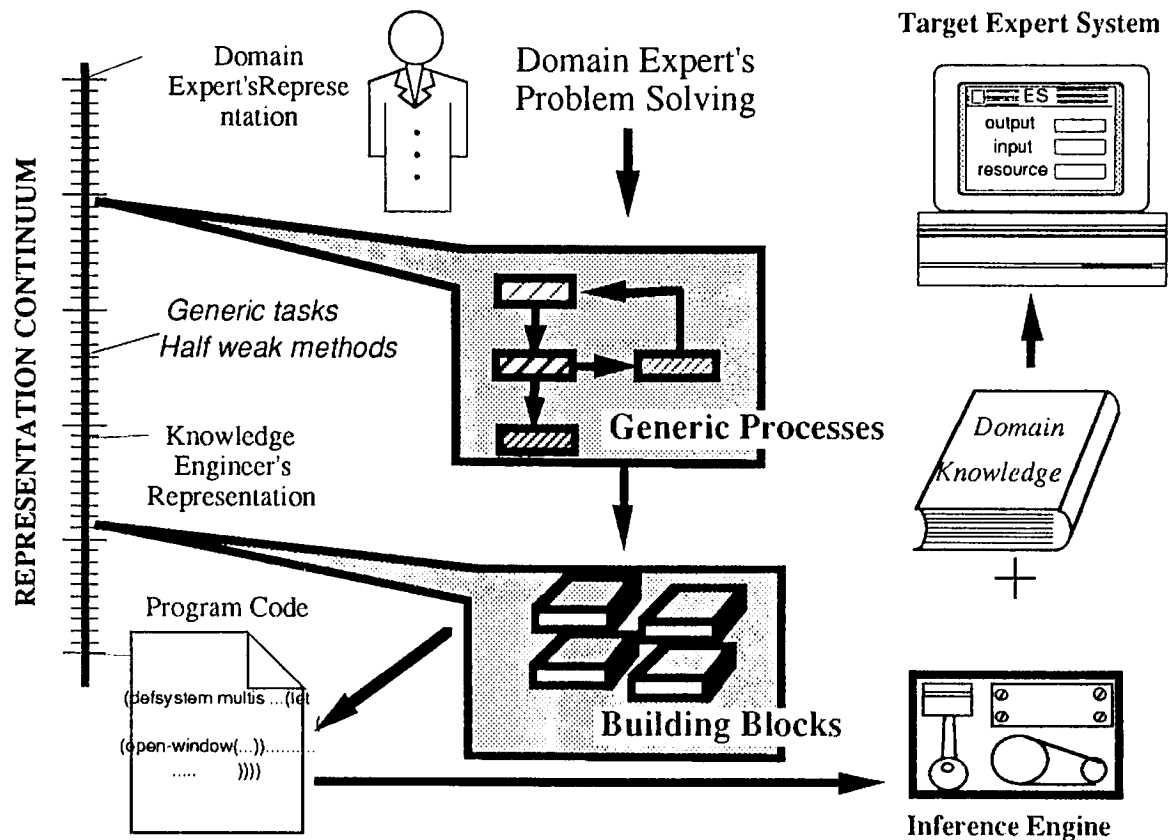 Target Expert System
Domain
Expert'sReprese
ntation
Domain Expert's
Problem Solving
ES
output
input
resource
REPRESENTATION CONTINUUM
Generic tasks
Half weak methods
Generic Processes
Knowledge
Engineer's
Representation
Domain
Knowledge
+
Program Code
(defsystem multis ...(let
(
(open-window(...))..........
..... ))))
Building Blocks
Inference Engine